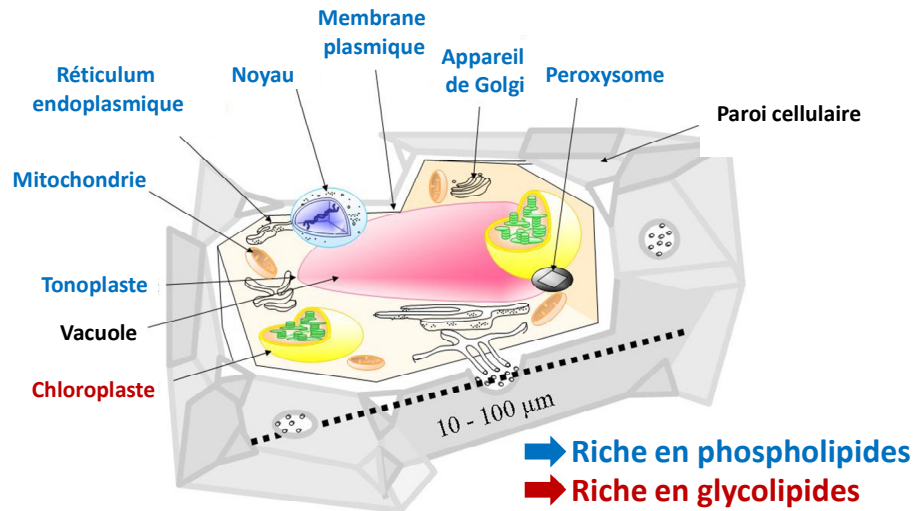 Membrane
plasmique
Appareil
de Golgi
Peroxysome
Réticulum
endoplasmique
Noyau
Paroi cellulaire
Mitochondrie
Tonoplaste
Vacuole
Chloroplaste
10 - 100 µm
Riche en phospholipides
Riche en glycolipides